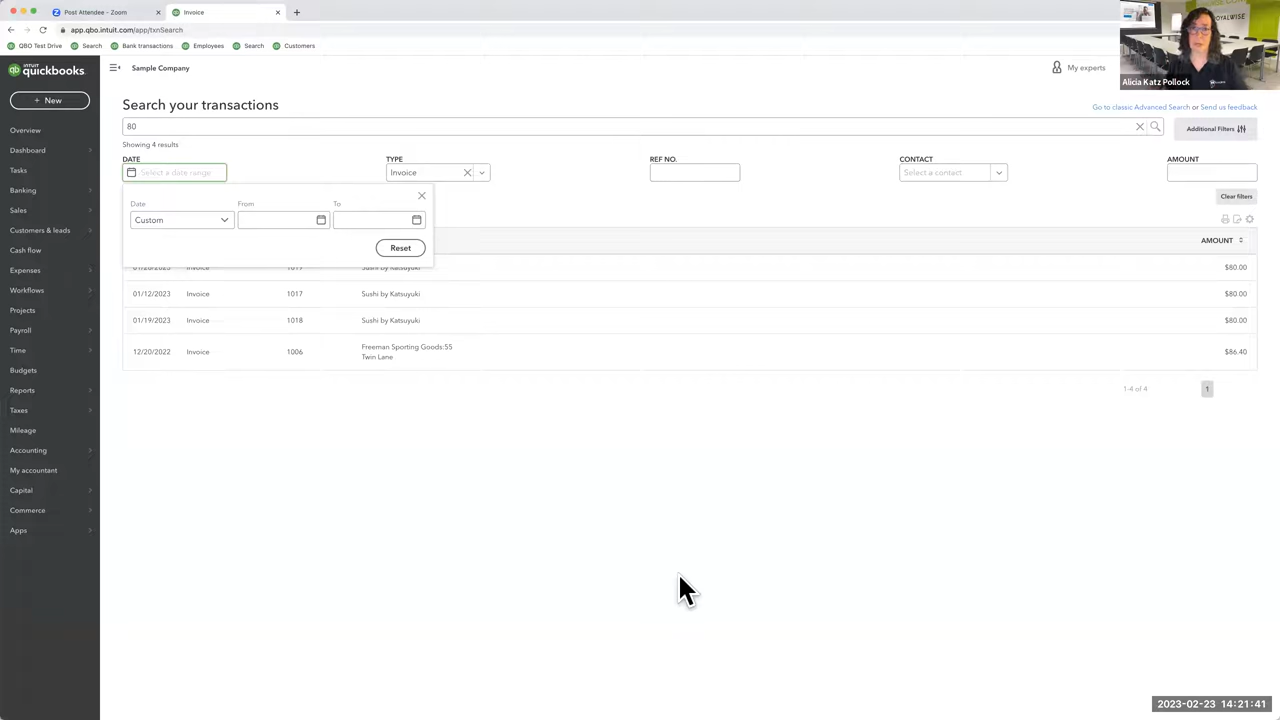 Post Attendee - Zoom
Invoice
app.qbo.intuit.com/app/txnSearch
QBO Test Drive
Search
Bank transactions
Employees
Search
Customers
INTUIT
quickbooks.
Sample Company
My experts
OYALWISE
Alicia Katz Pollock
+ New
Overview
Dashboard
Tasks
Banking
Sales
Customers & leads
Cash flow
Expenses
Workflows
Projects
Payroll
Time
Budgets
Reports
Taxes
Mileage
Accounting
My accountant
Capital
Commerce
Apps
Search your transactions
Go to classic Advanced Search or Send us feedback
80
Additional Filters
Showing 4 results
DATE
TYPE
REF NO.
CONTACT
AMOUNT
Select a date range
Invoice
Select a contact
Clear filters
Date
From
To
Custom
Reset
AMOUNT
01/26/2023 Invoice 1019 Sushi by Katsuyuki $80.00
01/12/2023 Invoice 1017 Sushi by Katsuyuki $80.00
01/19/2023 Invoice 1018 Sushi by Katsuyuki $80.00
12/20/2022 Invoice 1006 Freeman Sporting Goods:55 $86.40
Twin Lane
1-4 of 4
1
2023-02-23 14:21:41